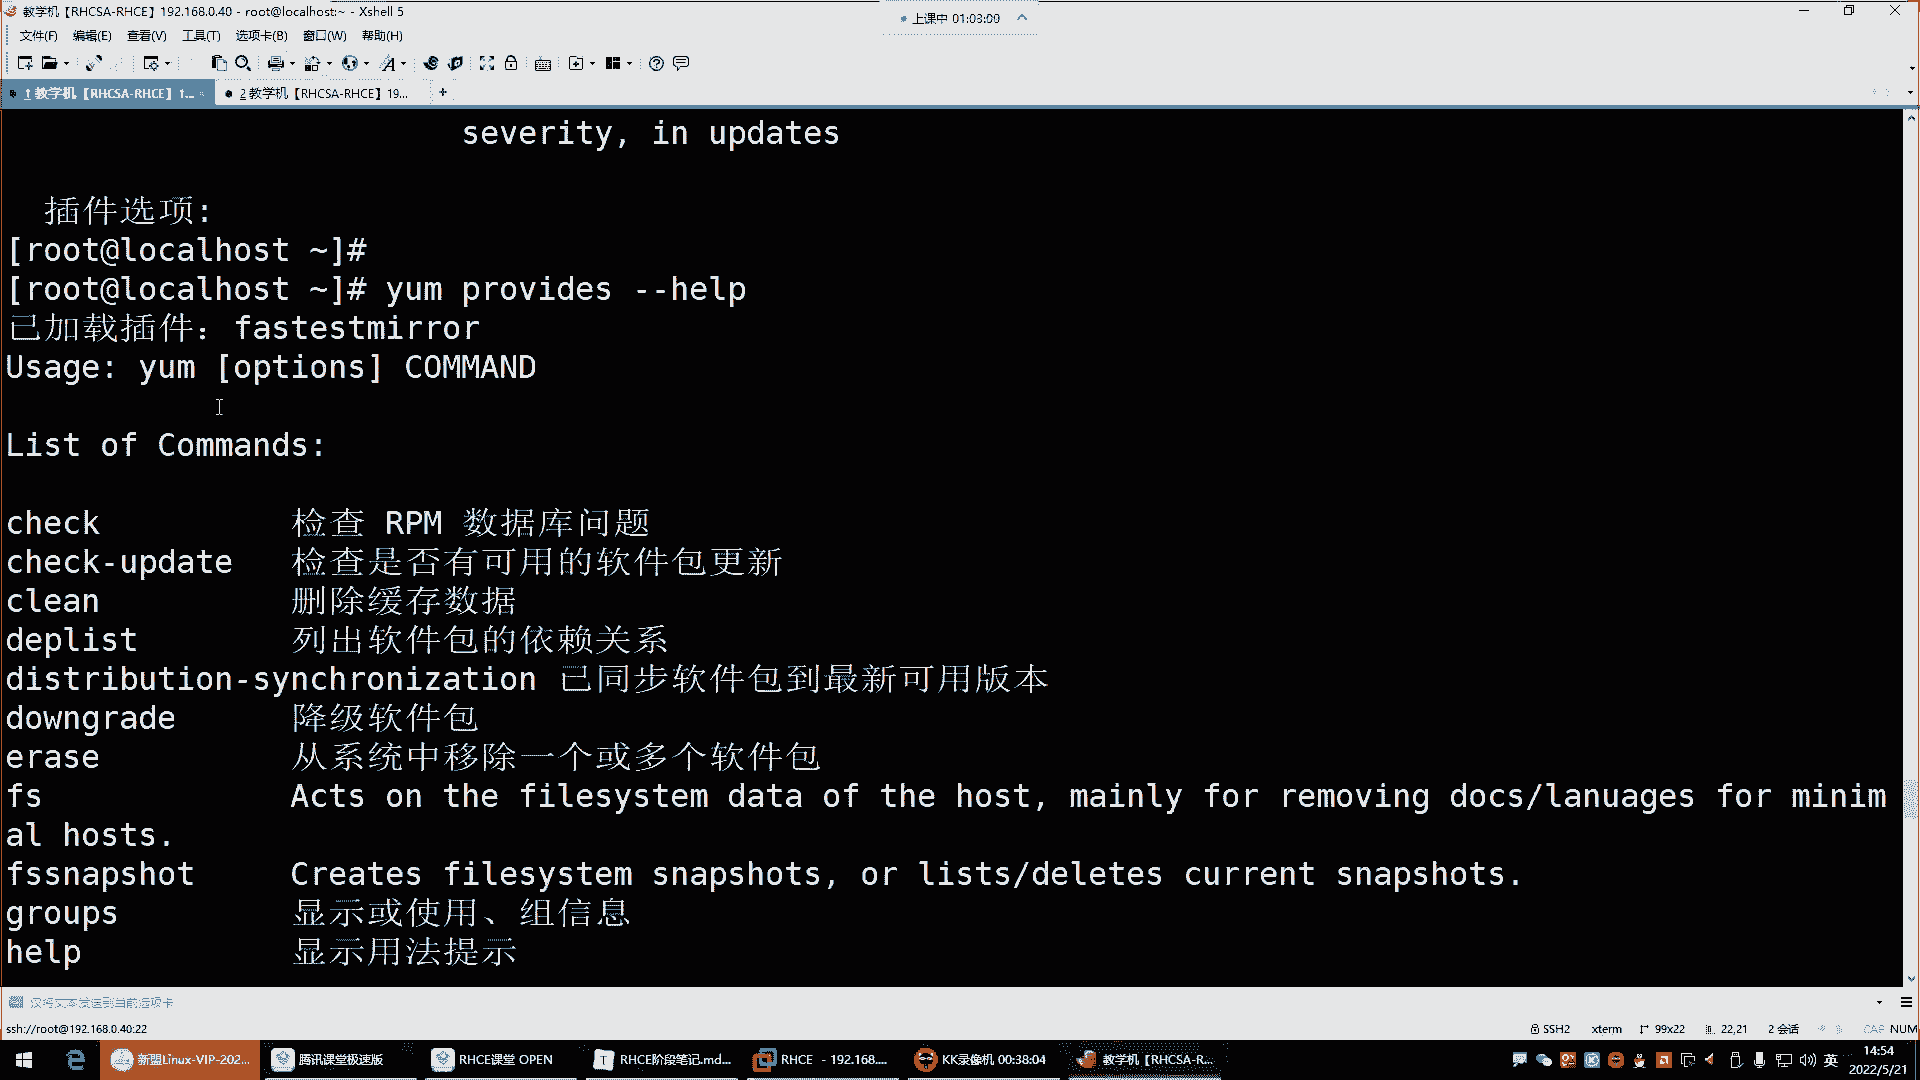 教学机【RHCSA-RHCE】192.168.0.40 - root@localhost:~ - Xshell 5
上课中 01:03:09
文件(F) 编辑(E) 查看(V) 工具(T) 选项卡(B) 窗口(W) 帮助(H)
1 教学机【RHCSA-RHCE】1...
2 教学机【RHCSA-RHCE】19...
severity, in updates
插件选项:
[root@localhost ~]#
[root@localhost ~]# yum provides --help
已加载插件：fastestmirror
Usage: yum [options] COMMAND
List of Commands:
check 检查 RPM 数据库问题
check-update 检查是否有可用的软件包更新
clean 删除缓存数据
deplist 列出软件包的依赖关系
distribution-synchronization 已同步软件包到最新可用版本
downgrade 降级软件包
erase 从系统中移除一个或多个软件包
fs Acts on the filesystem data of the host, mainly for removing docs/lanuages for minim
al hosts.
fssnapshot Creates filesystem snapshots, or lists/deletes current snapshots.
groups 显示或使用、组信息
help 显示用法提示
仅将文本发送到当前选项卡
ssh://root@192.168.0.40:22
SSH2 xterm 99x22 22,21 2 会话 CAP NUM
新盟Linux-VIP-202... 腾讯课堂极速版 RHCE课堂 OPEN RHCE阶段笔记.md... RHCE - 192.168.... KK录像机 00:38:04 教学机【RHCSA-R...
英
14:54
2022/5/21